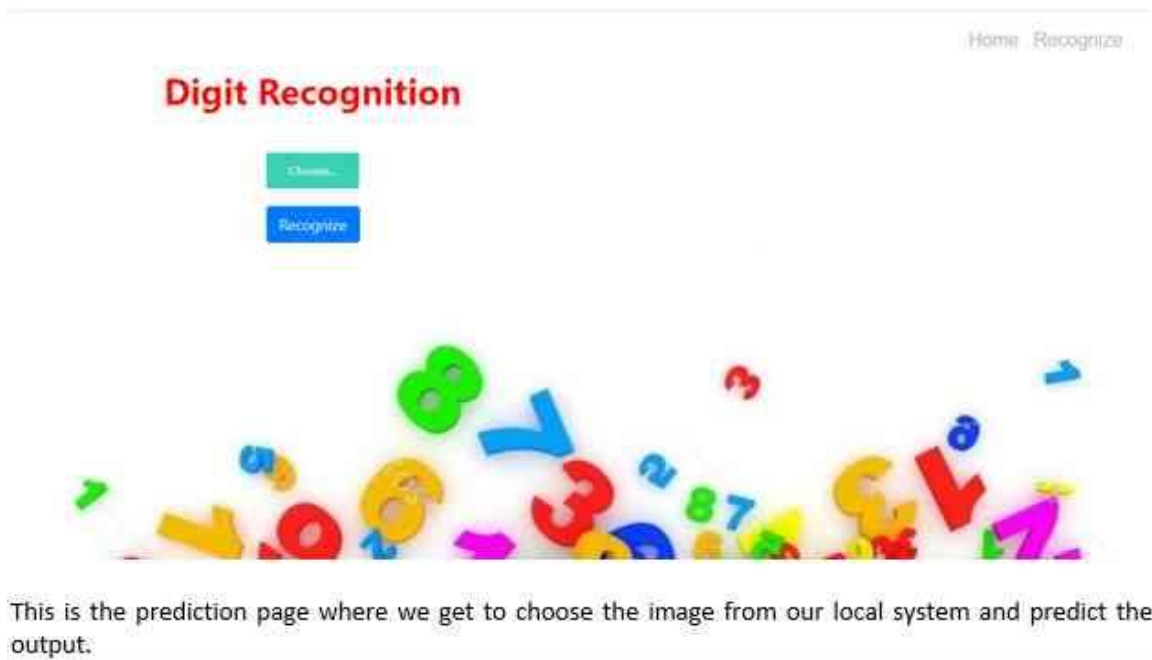 Home Recognize
Digit Recognition
Choose...
Recognize
This is the prediction page where we get to choose the image from our local system and predict the
output.